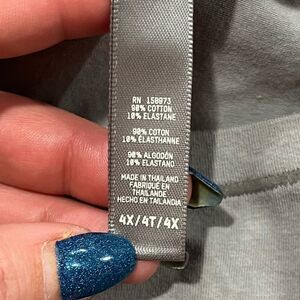 RN 158973
90% COTTON
10% ELASTANE
90% COTON
10% ELASTHANNE
90% ALGODÓN
10% ELASTANO
MADE IN THAILAND
FABRIQUÉ EN
THAÏLANDE
HECHO EN TAILANDIA
4X/4T/4X